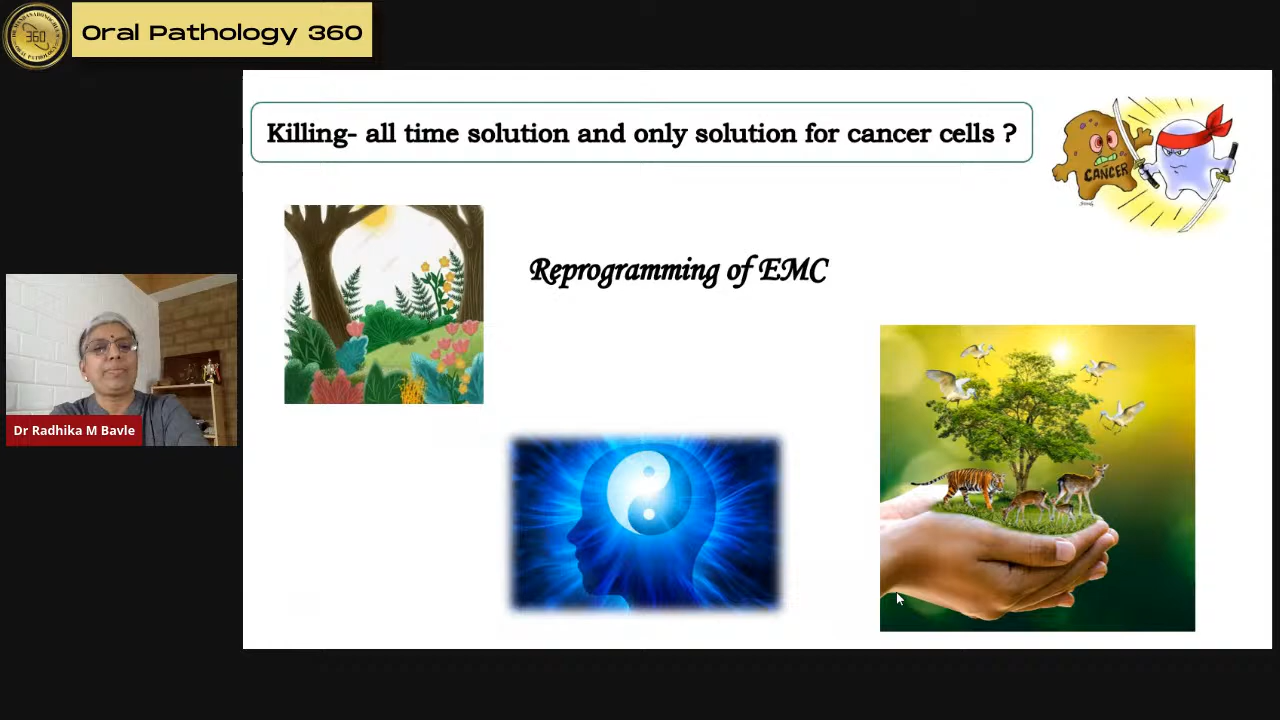 360
Oral Pathology 360
Killing- all time solution and only solution for cancer cells ?
CANCER
Reprogramming of EMC
Dr Radhika M Bavle